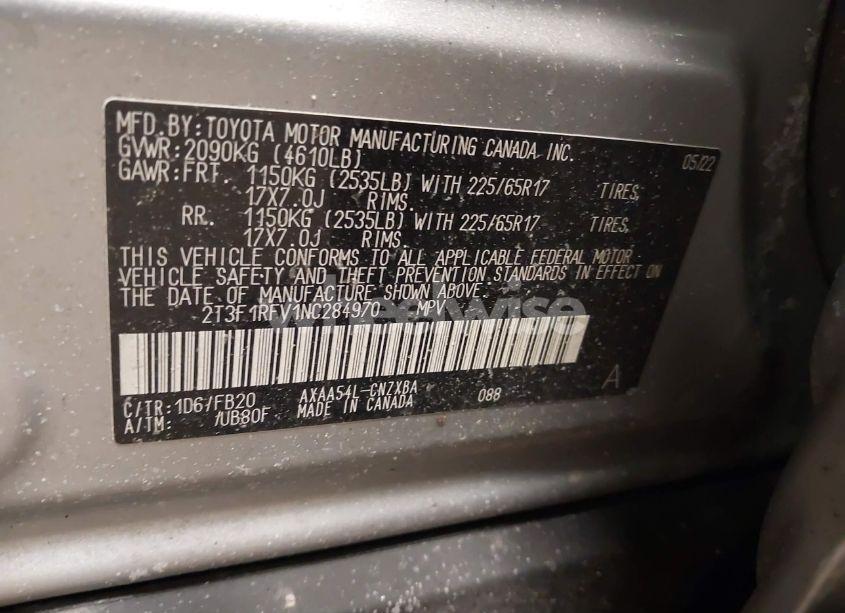 MFD.BY:TOYOTA MOTOR MANUFACTURING CANADA INC.
GVWR:2090KG (4610LB) 05/22
GAWR:FRT. 1150KG (2535LB) WITH 225/65R17 TIRES,
17X7.0J RIMS.
RR. 1150KG (2535LB) WITH 225/65R17 TIRES,
17X7.0J RIMS.
THIS VEHICLE CONFORMS TO ALL APPLICABLE FEDERAL MOTOR
VEHICLE SAFETY AND THEFT PREVENTION STANDARDS IN EFFECT ON
THE DATE OF MANUFACTURE SHOWN ABOVE.
2T3F1RFV1NC284970 MPV
wheelwise
A
C/TR:1D6/FB20 AXAA54L-CNZXBA 088
A/TM: /UB80F MADE IN CANADA